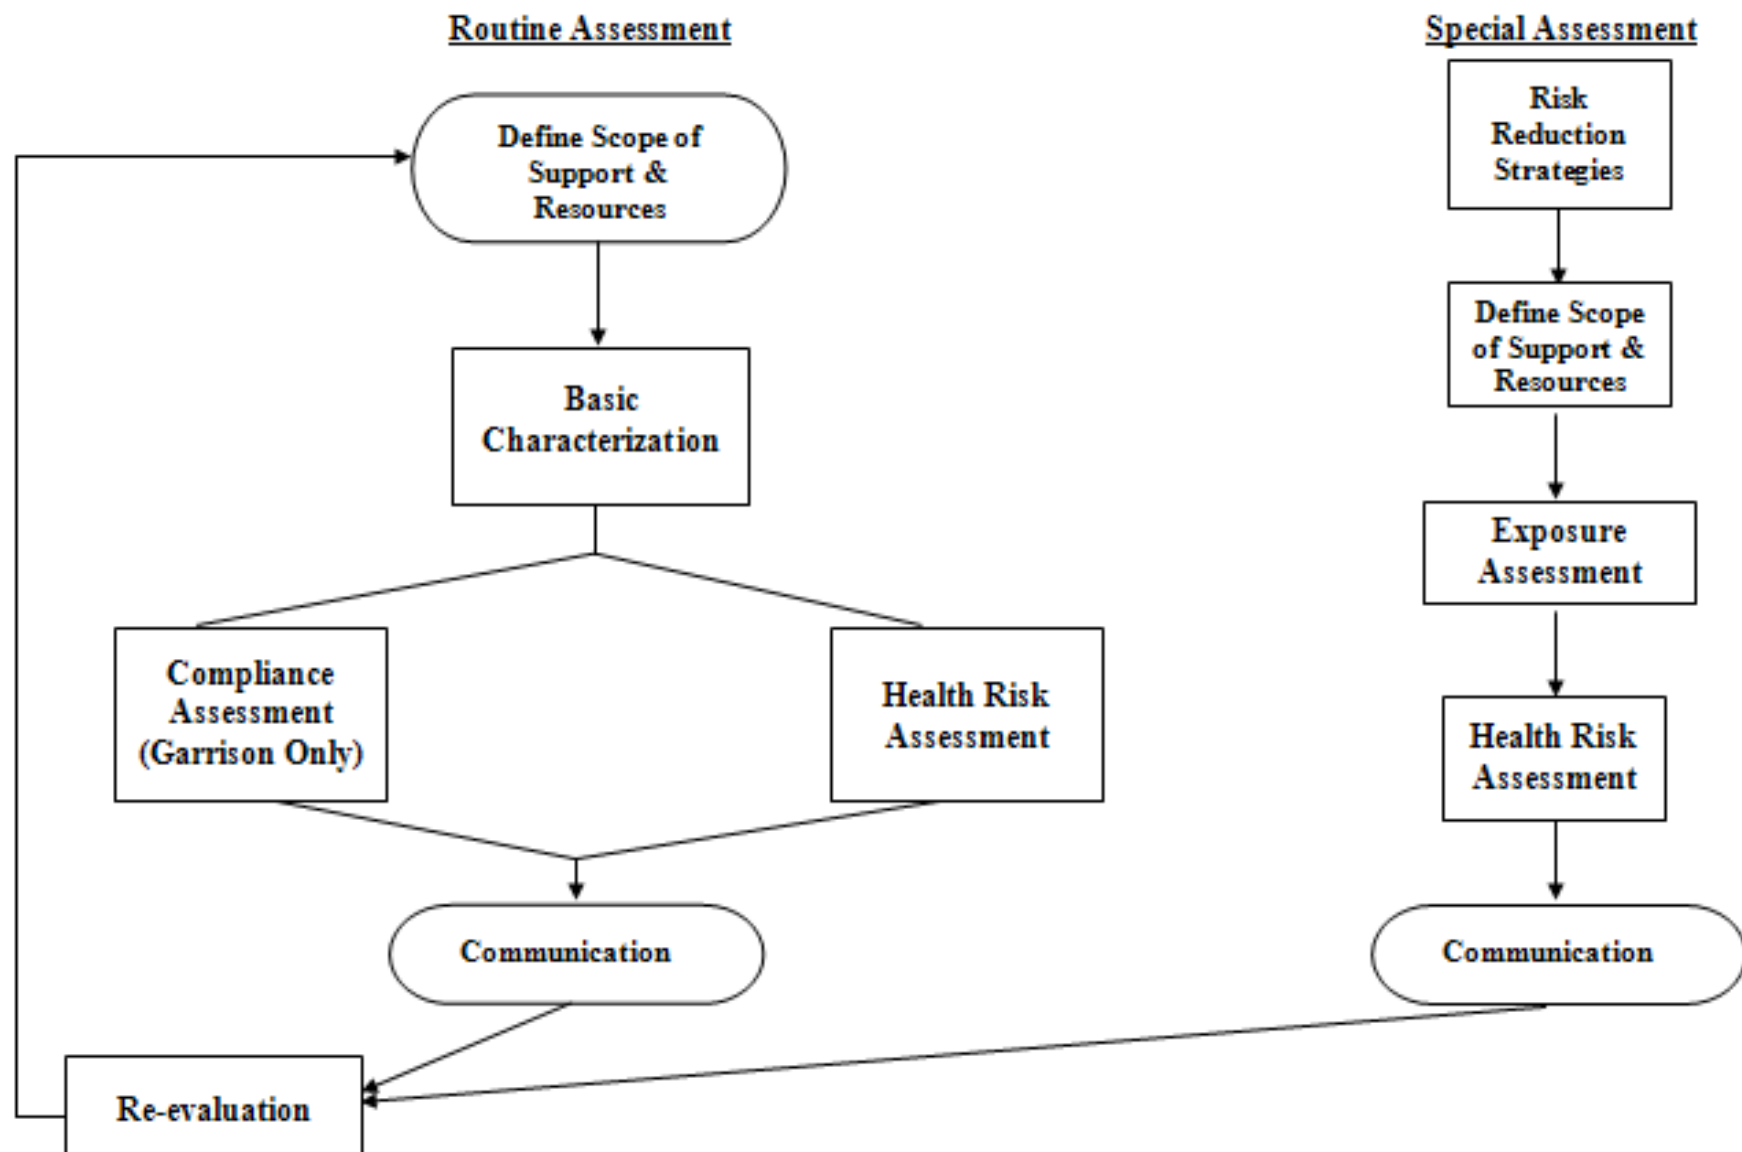 Routine Assessment
Define Scope of
Support &
Resources
Basic
Characterization
Compliance
Assessment
(Garrison Only)
Health Risk
Assessment
Communication
Re-evaluation
Special Assessment
Risk
Reduction
Strategies
Define Scope
of Support &
Resources
Exposure
Assessment
Health Risk
Assessment
Communication